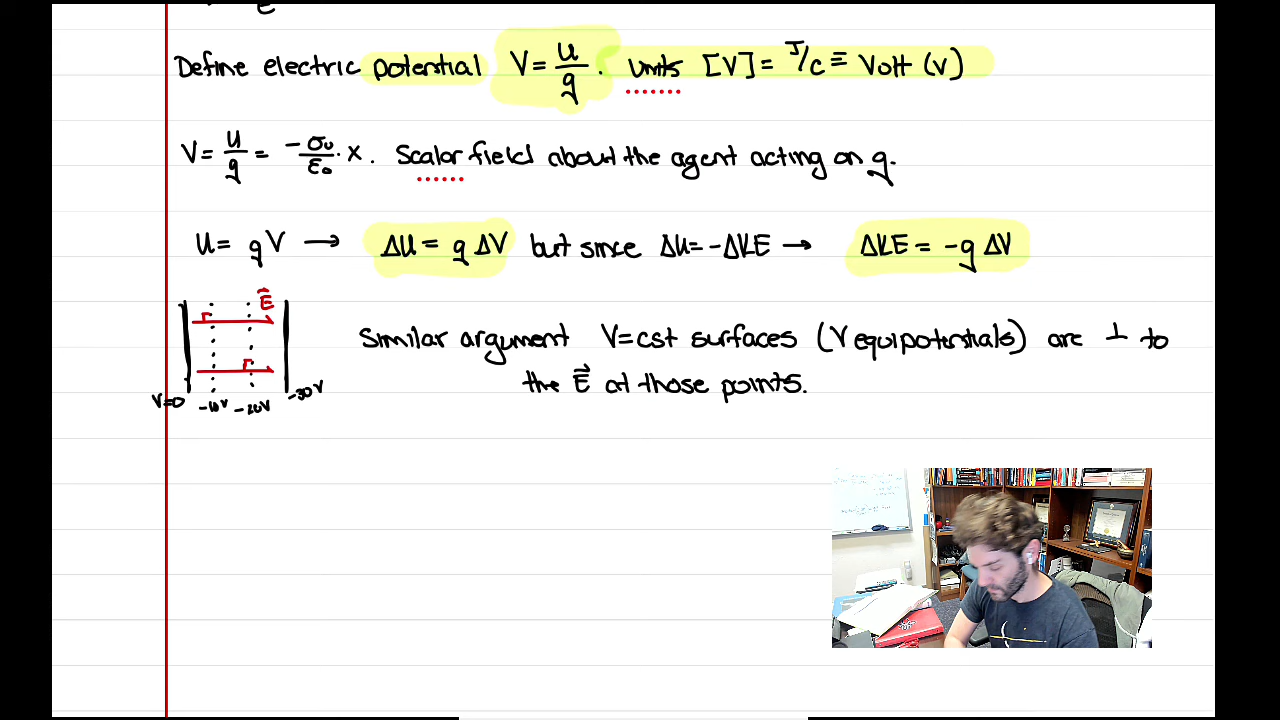 Define electric potential V = U/q. Units [V] = J/C ≡ Volt (V)
V = U/q = -σ₀/ε₀ · x. Scalar field about the agent acting on q.
U = qV → ΔU = q ΔV but since ΔU = -ΔKE → ΔKE = -q ΔV
E⃗
Similar argument V=cst surfaces (V equipotentials) are ⊥ to
the E⃗ at those points.
V=0 -10V -20V -30V